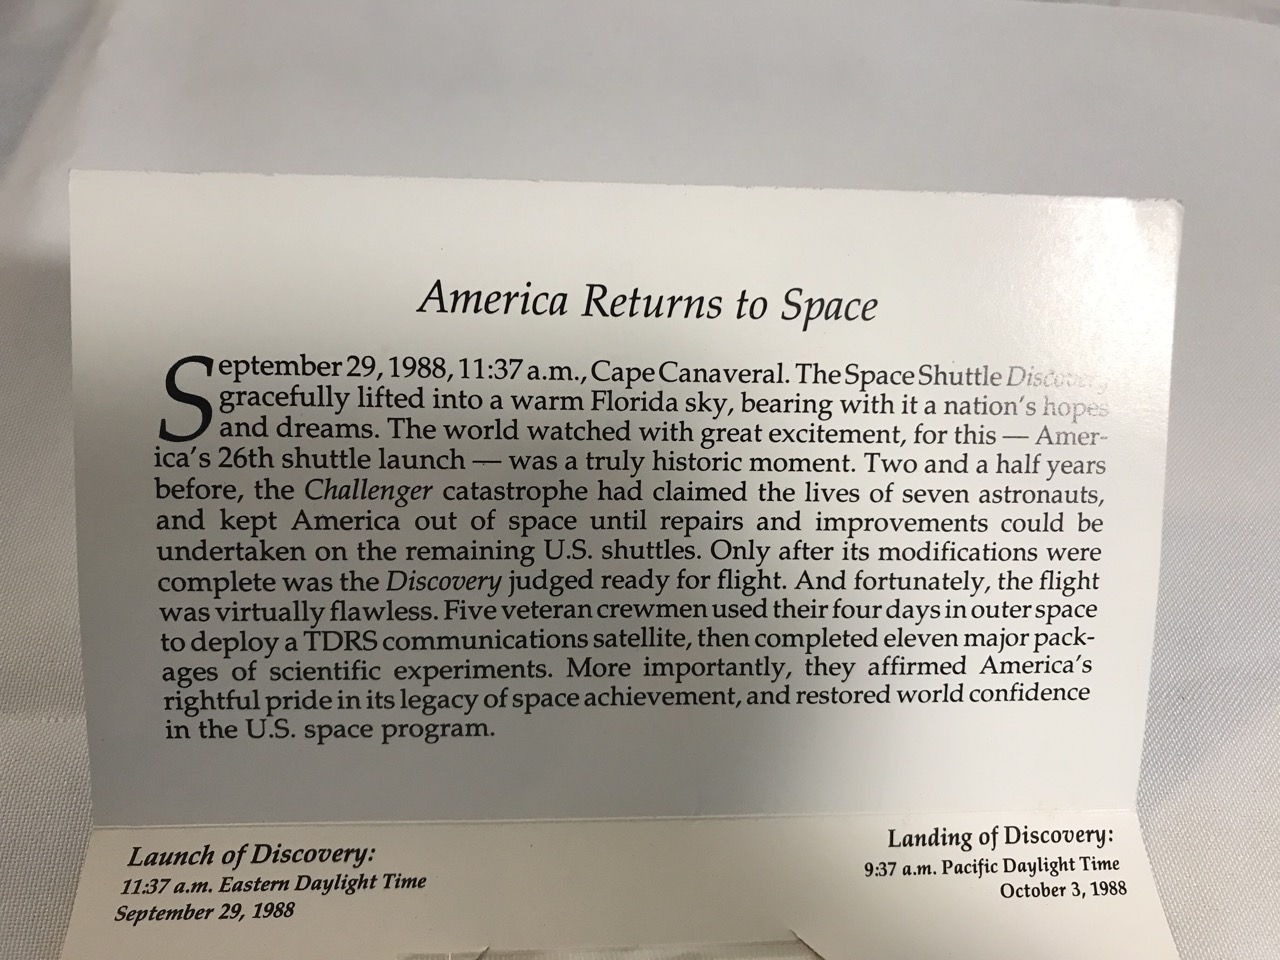 America Returns to Space
September 29, 1988, 11:37 a.m., Cape Canaveral. The Space Shuttle Discovery
gracefully lifted into a warm Florida sky, bearing with it a nation's hopes
and dreams. The world watched with great excitement, for this — Amer-
ica's 26th shuttle launch — was a truly historic moment. Two and a half years
before, the Challenger catastrophe had claimed the lives of seven astronauts,
and kept America out of space until repairs and improvements could be
undertaken on the remaining U.S. shuttles. Only after its modifications were
complete was the Discovery judged ready for flight. And fortunately, the flight
was virtually flawless. Five veteran crewmen used their four days in outer space
to deploy a TDRS communications satellite, then completed eleven major pack-
ages of scientific experiments. More importantly, they affirmed America's
rightful pride in its legacy of space achievement, and restored world confidence
in the U.S. space program.
Launch of Discovery:
11:37 a.m. Eastern Daylight Time
September 29, 1988
Landing of Discovery:
9:37 a.m. Pacific Daylight Time
October 3, 1988